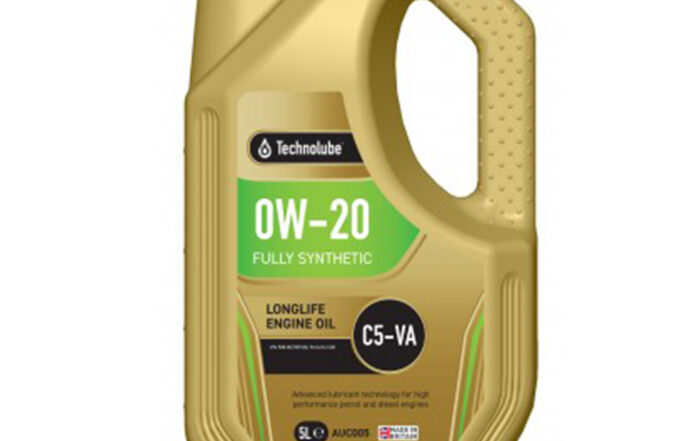 Technolube
0W-20
FULLY SYNTHETIC
LONGLIFE
ENGINE OIL
C5-VA
Advanced lubricant technology for high
performance petrol and diesel engines
5L ℮ AUC005 MADE IN
BRITAIN